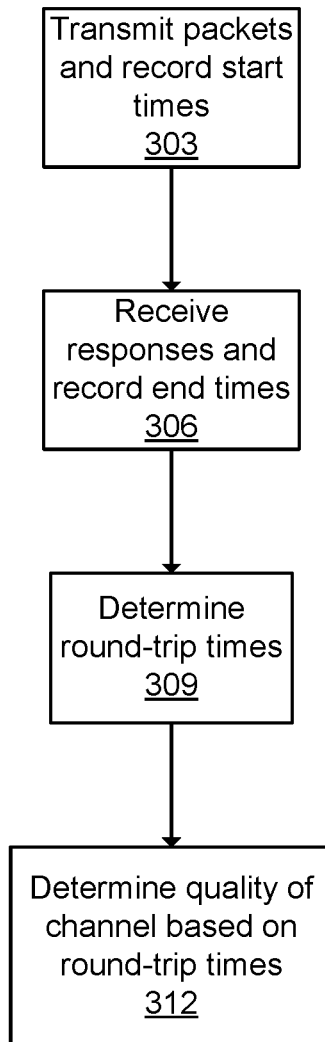 Transmit packets
and record start
times
303
Receive
responses and
record end times
306
Determine
round-trip times
309
Determine quality of
channel based on
round-trip times
312